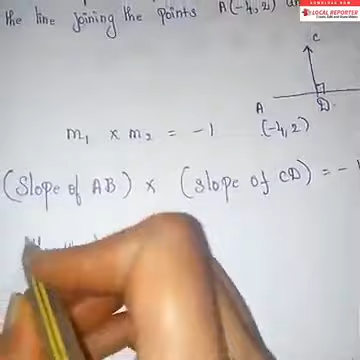 the line joining the points A(-4,2)
C
A
D
(-4,2)
m₁ x m₂ = -1
(Slope of AB) x (Slope of CD) = -1
LOCAL REPORTER